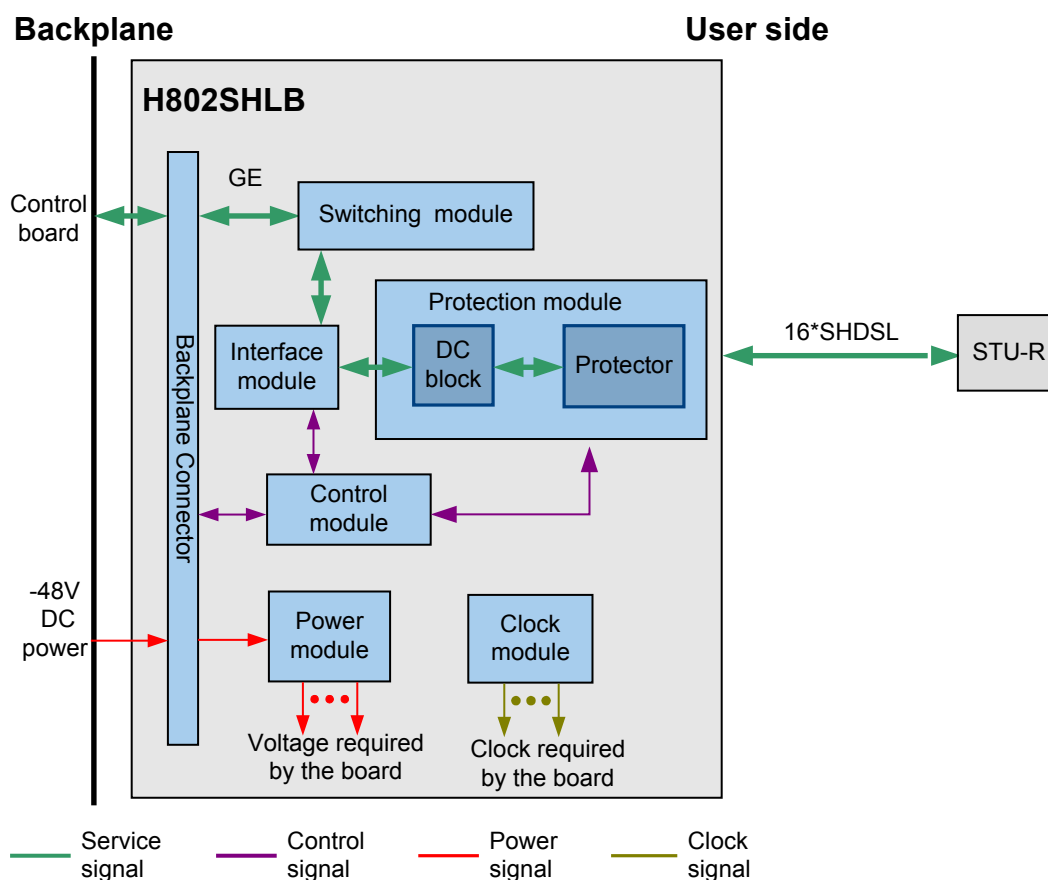 Backplane
User side
H802SHLB
GE
Switching module
Control
board
Protection module
16*SHDSL
Interface
module
DC
block
Protector
STU-R
Backplane Connector
Control
module
-48V
DC
power
Power
module
Clock
module
Voltage required
by the board
Clock required
by the board
Service
signal
Control
signal
Power
signal
Clock
signal